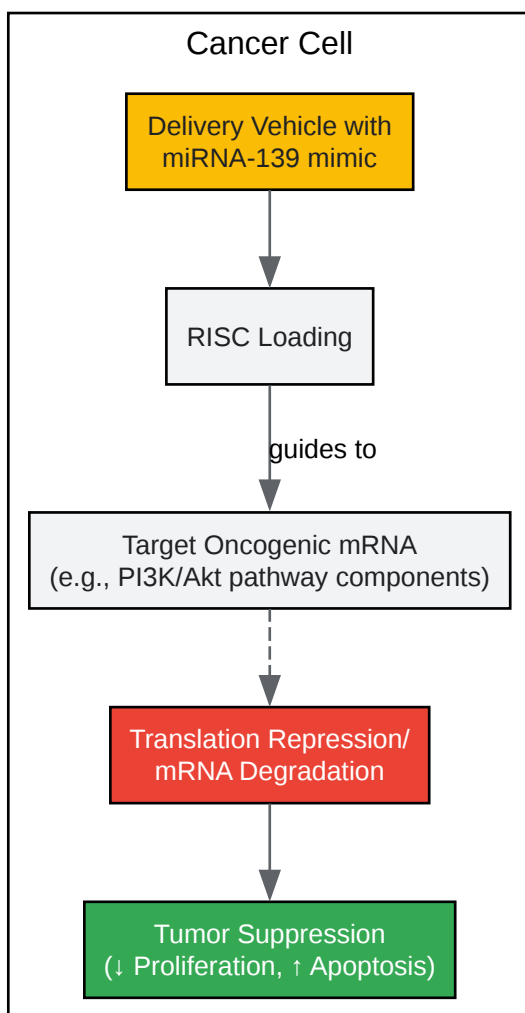 Cancer Cell
Delivery Vehicle with
miRNA-139 mimic
RISC Loading
guides to
Target Oncogenic mRNA
(e.g., PI3K/Akt pathway components)
Translation Repression/
mRNA Degradation
Tumor Suppression
(↓ Proliferation, ↑ Apoptosis)